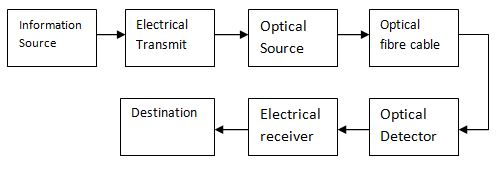 Information
Source
Electrical
Transmit
Optical
Source
Optical
fibre cable
Destination
Electrical
receiver
Optical
Detector